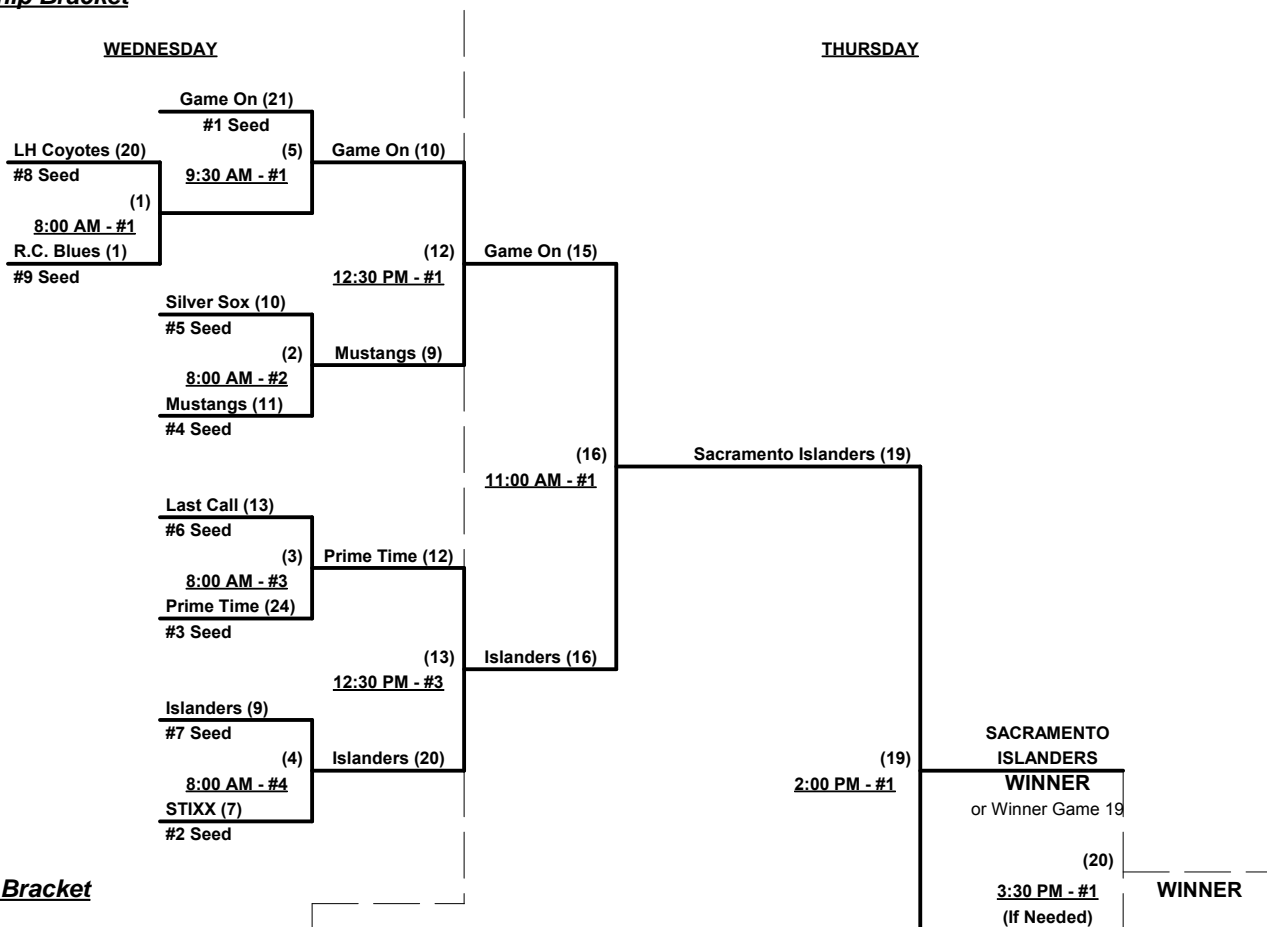 hip Bracket
WEDNESDAY
THURSDAY
Game On (21)
#1 Seed
LH Coyotes (20)
(5)
Game On (10)
#8 Seed
9:30 AM - #1
(1)
8:00 AM - #1
R.C. Blues (1)
(12)
Game On (15)
#9 Seed
12:30 PM - #1
Silver Sox (10)
#5 Seed
(2)
Mustangs (9)
8:00 AM - #2
Mustangs (11)
#4 Seed
(16)
Sacramento Islanders (19)
11:00 AM - #1
Last Call (13)
#6 Seed
(3)
Prime Time (12)
8:00 AM - #3
Prime Time (24)
#3 Seed
(13)
Islanders (16)
12:30 PM - #3
Islanders (9)
#7 Seed
SACRAMENTO
(4)
Islanders (20)
(19)
ISLANDERS
8:00 AM - #4
2:00 PM - #1
WINNER
STIXX (7)
or Winner Game 19
#2 Seed
(20)
Bracket
3:30 PM - #1
WINNER
(If Needed)